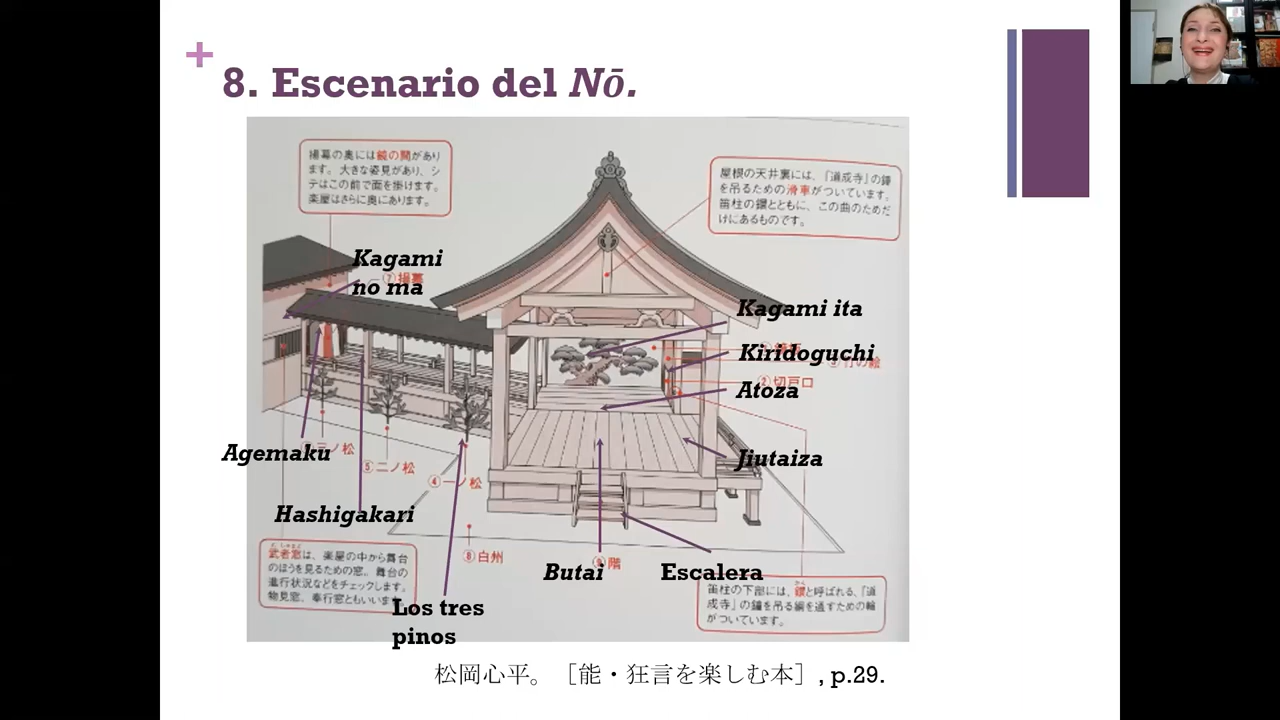 +
8. Escenario del Nō.
揚幕の奥には鏡の間があり
ます。大きな姿見があり、シ
テはこの前で面を掛けます。
楽屋はさらに奥にあります。
屋根の天井裏には、『道成寺』の鐘
を吊るための滑車がついています。
笛柱の鐶とともに、この曲のためだ
けにあるものです。
Kagami
no ma
⑦揚幕
Kagami ita
Kiridoguchi
竹の絵
②切戸口
Atoza
Agemaku
ノ松
⑤二ノ松
④一ノ松
Jiutaiza
Hashigakari
⑧白州
階
Butai
Escalera
武者窓は、楽屋の中から舞台
のほうを見るための窓。舞台の
進行状況などをチェックします。
物見窓、奉行窓ともいいます
Los tres
pinos
笛柱の下部には、鐶と呼ばれる、『道
成寺』の鐘を吊る綱を通すための輪
がついています。
松岡心平。［能・狂言を楽しむ本］, p.29.